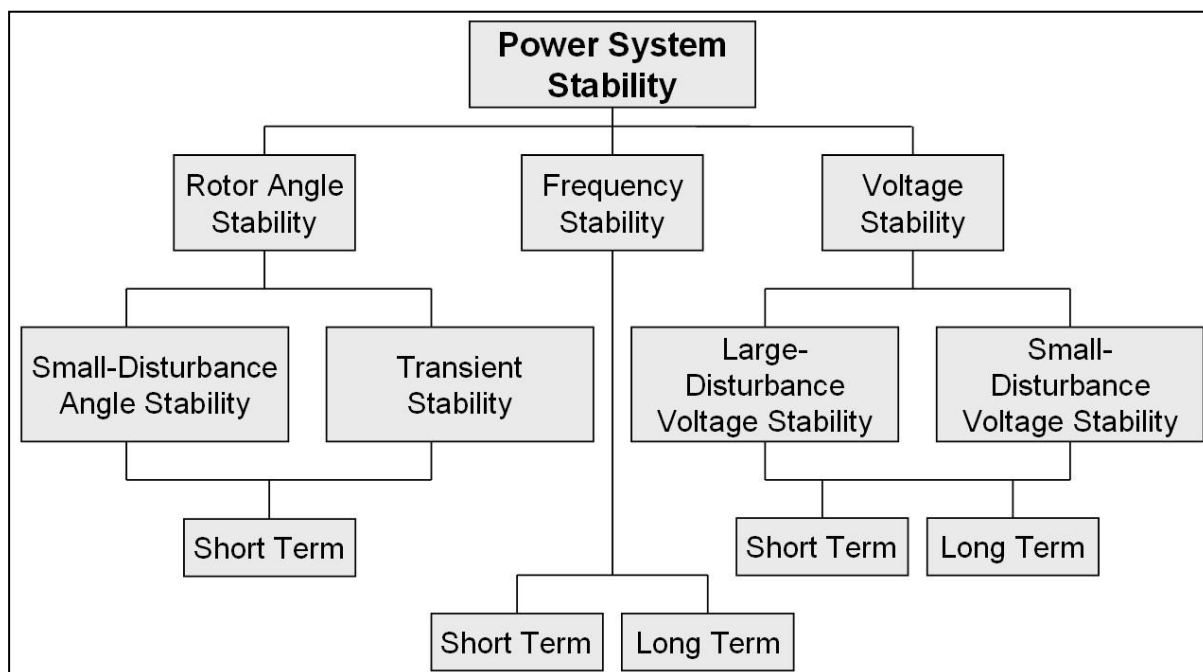 Power System
Stability
Rotor Angle
Stability
Frequency
Stability
Voltage
Stability
Small-Disturbance
Angle Stability
Transient
Stability
Large-
Disturbance
Voltage Stability
Small-
Disturbance
Voltage Stability
Short Term
Short Term
Long Term
Short Term
Long Term